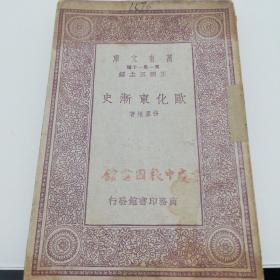 萬有文庫
第一集一千種
王雲五主編
歐化東漸史
張星烺著
商務印書館發行